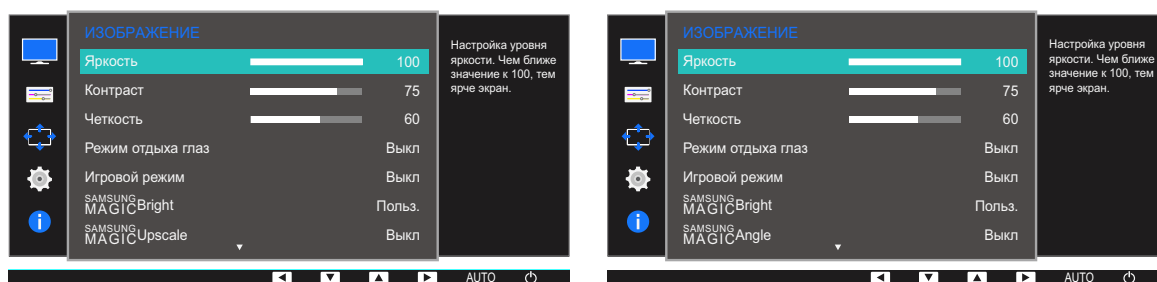 ИЗОБРАЖЕНИЕ
Яркость 100
Контраст 75
Четкость 60
Режим отдыха глаз Выкл
Игровой режим Выкл
SAMSUNG
MAGICBright Польз.
SAMSUNG
MAGICUpscale Выкл
Настройка уровня
яркости. Чем ближе
значение к 100, тем
ярче экран.
AUTO
ИЗОБРАЖЕНИЕ
Яркость 100
Контраст 75
Четкость 60
Режим отдыха глаз Выкл
Игровой режим Выкл
SAMSUNG
MAGICBright Польз.
SAMSUNG
MAGICAngle Выкл
Настройка уровня
яркости. Чем ближе
значение к 100, тем
ярче экран.
AUTO